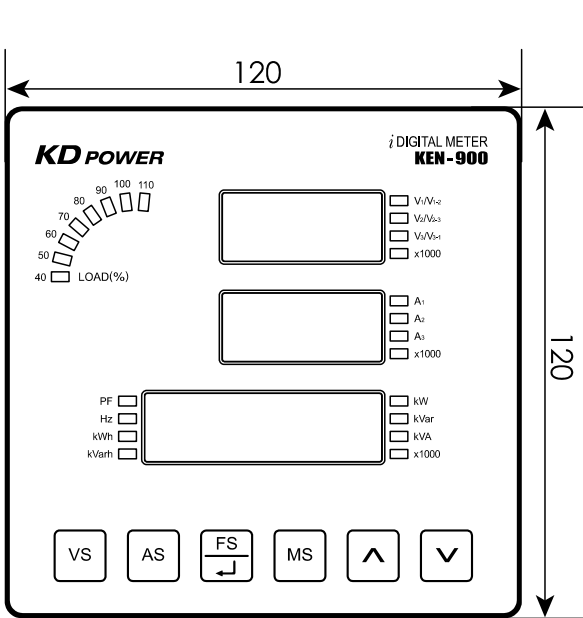 120
KD POWER
i DIGITAL METER
KEN-900
40 50 60 70 80 90 100 110
LOAD(%)
V1/V1-2
V2/V2-3
V3/V3-1
x1000
A1
A2
A3
x1000
120
PF
Hz
kWh
kVarh
kW
kVar
kVA
x1000
VS AS FS MS